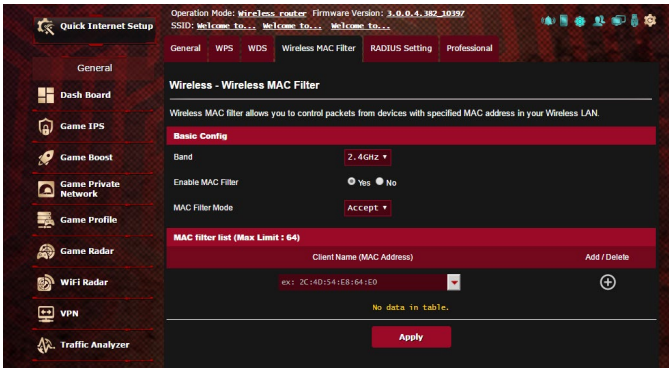 Quick Internet Setup
Operation Mode: Wireless router Firmware Version: 3.0.0.4.382_10397
SSID: Welcome to... Welcome to... Welcome to...
General WPS WDS Wireless MAC Filter RADIUS Setting Professional
General
Dash Board
Game IPS
Game Boost
Game Private
Network
Game Profile
Game Radar
WiFi Radar
VPN
Traffic Analyzer
Wireless - Wireless MAC Filter
Wireless MAC filter allows you to control packets from devices with specified MAC address in your Wireless LAN.
Basic Config
Band 2.4GHz
Enable MAC Filter Yes No
MAC Filter Mode Accept
MAC filter list (Max Limit : 64)
Client Name (MAC Address) Add / Delete
ex: 2C:4D:54:E8:64:E0
No data in table.
Apply